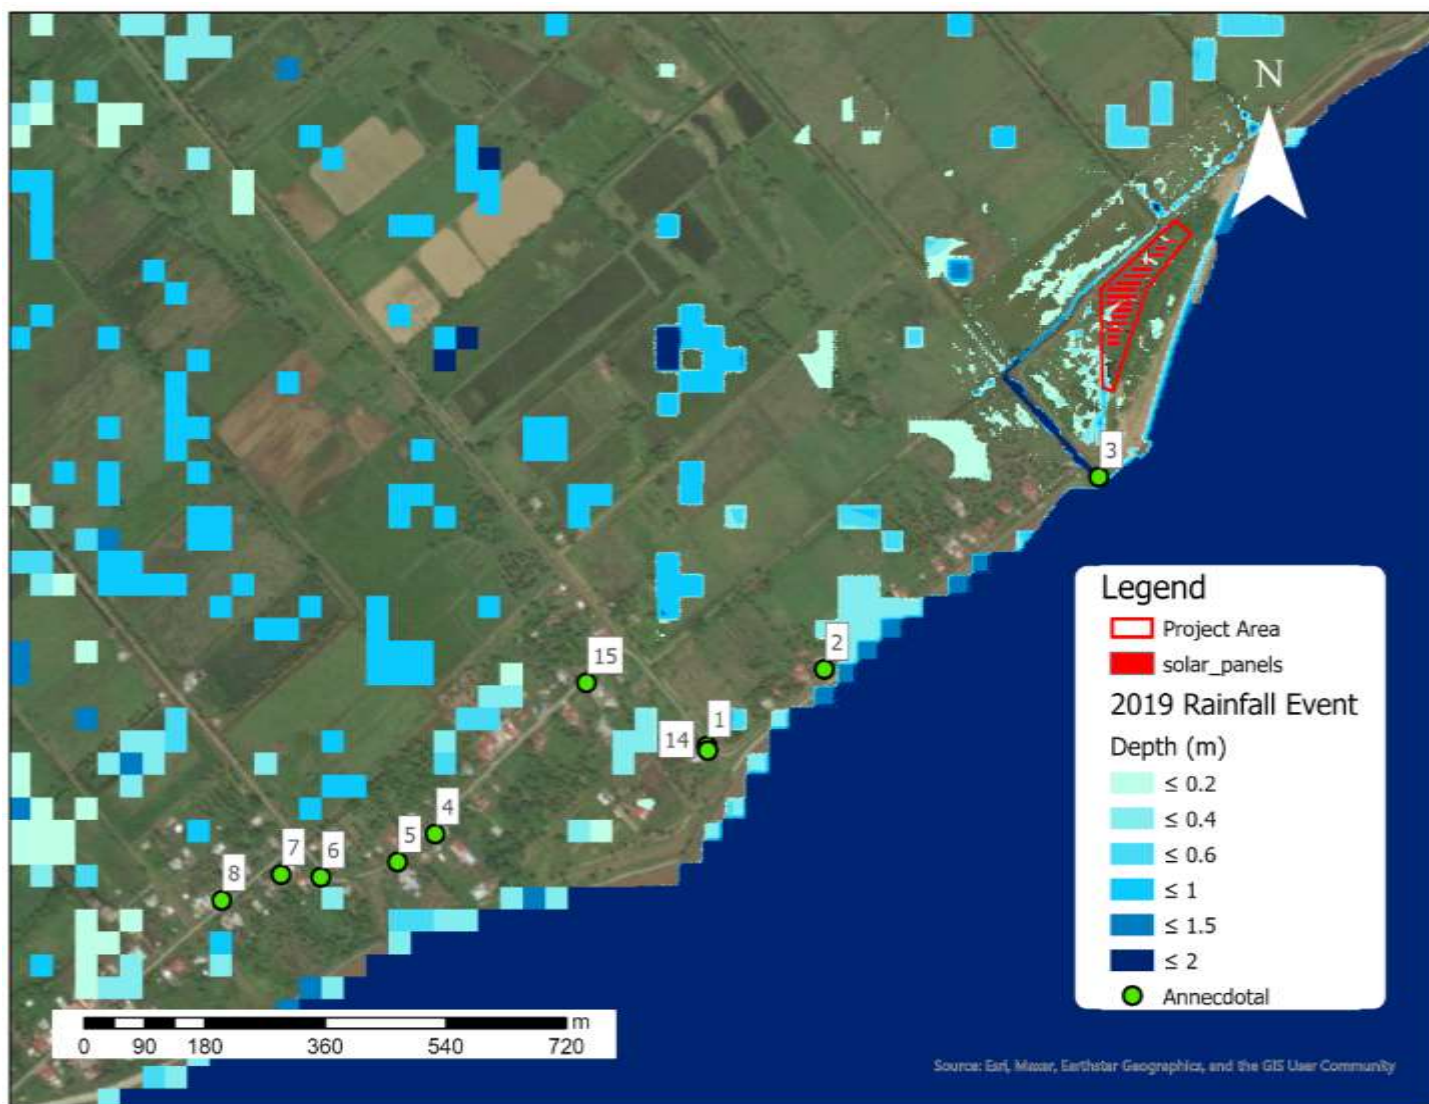 N
3
2
15
1
14
4
5
7
6
8
Legend
Project Area
solar_panels
2019 Rainfall Event
Depth (m)
≤ 0.2
≤ 0.4
≤ 0.6
≤ 1
≤ 1.5
≤ 2
Annecdotal
m
0 90 180 360 540 720
Source: Esri, Maxar, Earthstar Geographics, and the GIS User Community